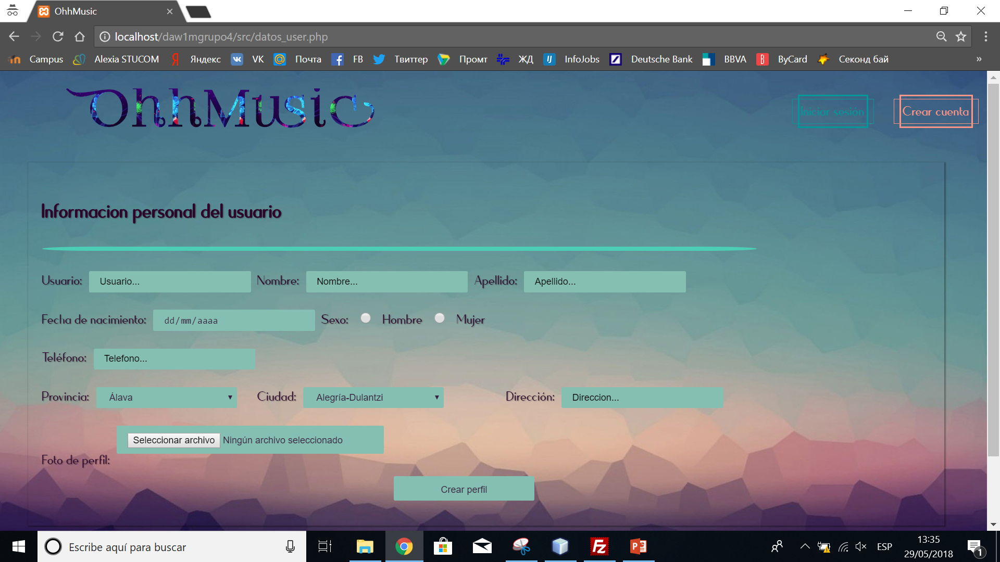 OhhMusic
localhost/daw1mgrupo4/src/datos_user.php
Campus Alexia STUCOM Яндекс VK Почта FB Твиттер Промт ЖД InfoJobs Deutsche Bank BBVA ByCard Секонд бай »
OhhMusic
Iniciar sesión Crear cuenta
Informacion personal del usuario
Usuario: Usuario... Nombre: Nombre... Apellido: Apellido...
Fecha de nacimiento: dd/mm/aaaa Sexo: Hombre Mujer
Teléfono: Telefono...
Provincia: Álava Ciudad: Alegría-Dulantzi Dirección: Direccion...
Seleccionar archivo Ningún archivo seleccionado
Foto de perfil:
Crear perfil
Escribe aquí para buscar
ESP
13:35
29/05/2018
1